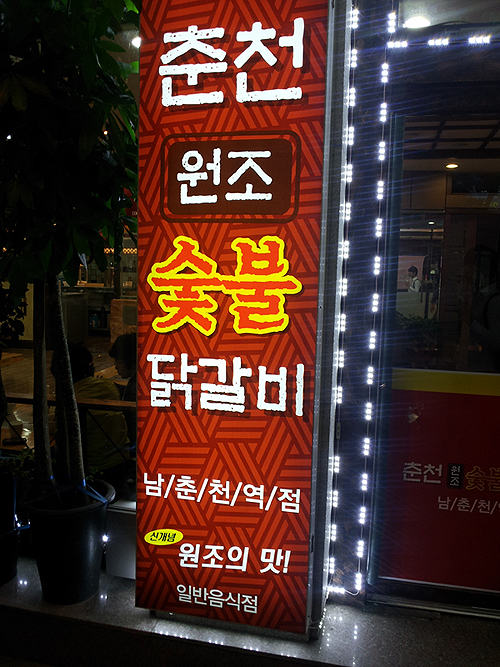 춘천
원조
숯불
닭갈비
남/춘/천/역/점
신개념
원조의 맛!
일반음식점
춘천 원조 숯불
남/춘/천/